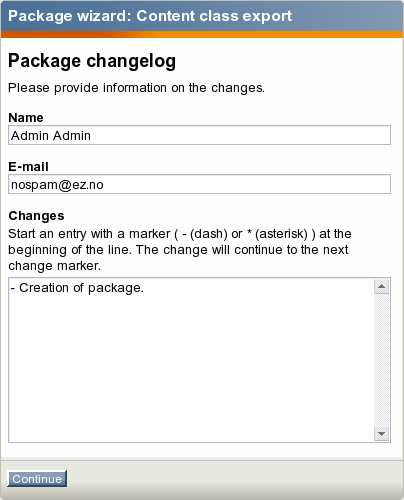 Package wizard: Content class export
Package changelog
Please provide information on the changes.
Name
Admin Admin
E-mail
nospam@ez.no
Changes
Start an entry with a marker ( - (dash) or * (asterisk) ) at the
beginning of the line. The change will continue to the next
change marker.
- Creation of package.
Continue